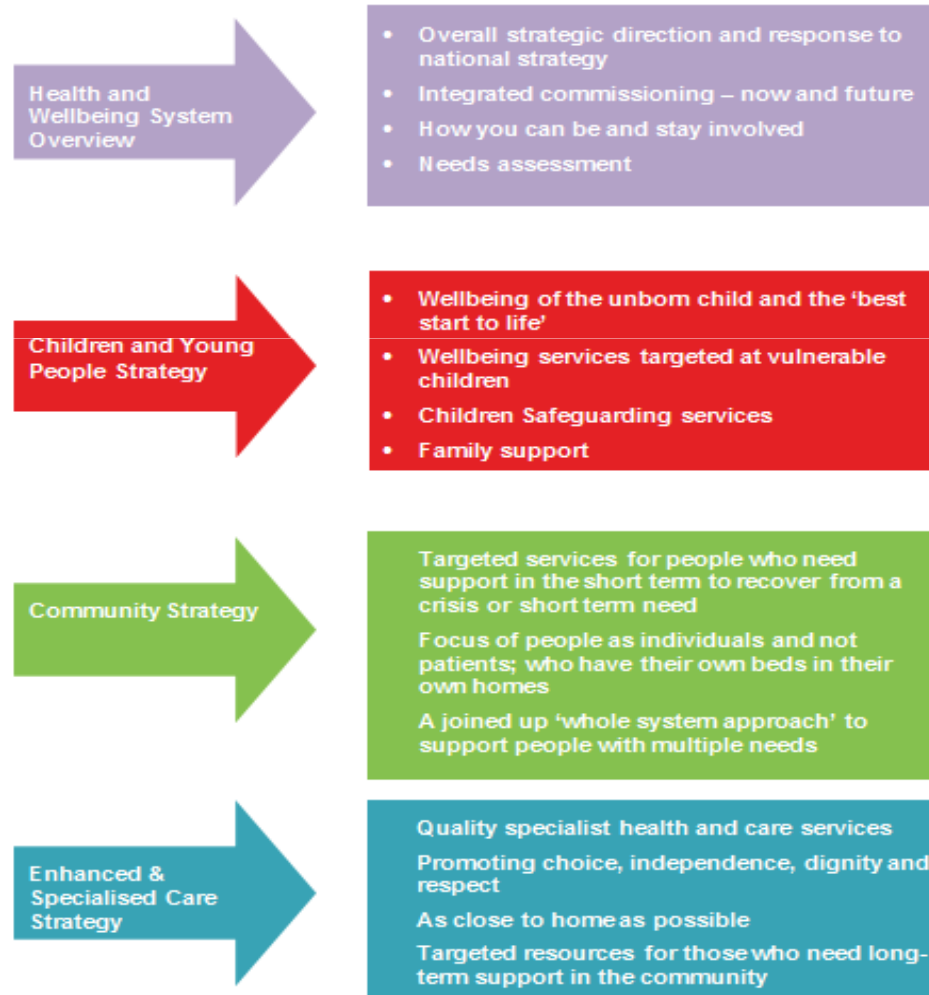 Health and
Wellbeing System
Overview
• Overall strategic direction and response to
national strategy
• Integrated commissioning – now and future
• How you can be and stay involved
• Needs assessment
Children and Young
People Strategy
• Wellbeing of the unborn child and the ‘best
start to life’
• Wellbeing services targeted at vulnerable
children
• Children Safeguarding services
• Family support
Community Strategy
Targeted services for people who need
support in the short term to recover from a
crisis or short term need
Focus of people as individuals and not
patients; who have their own beds in their
own homes
A joined up ‘whole system approach’ to
support people with multiple needs
Enhanced &
Specialised Care
Strategy
Quality specialist health and care services
Promoting choice, independence, dignity and
respect
As close to home as possible
Targeted resources for those who need long-
term support in the community